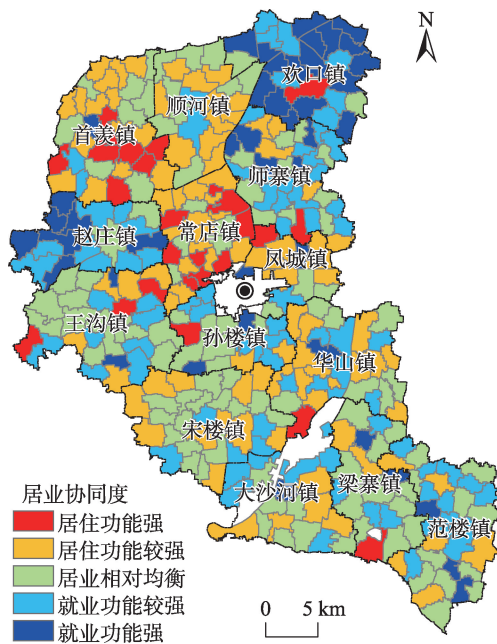 N
欢口镇
顺河镇
首羡镇
师寨镇
赵庄镇
常店镇
凤城镇
王沟镇
孙楼镇
华山镇
宋楼镇
大沙河镇
梁寨镇
范楼镇
居业协同度
居住功能强
居住功能较强
居业相对均衡
就业功能较强
就业功能强
0 5 km